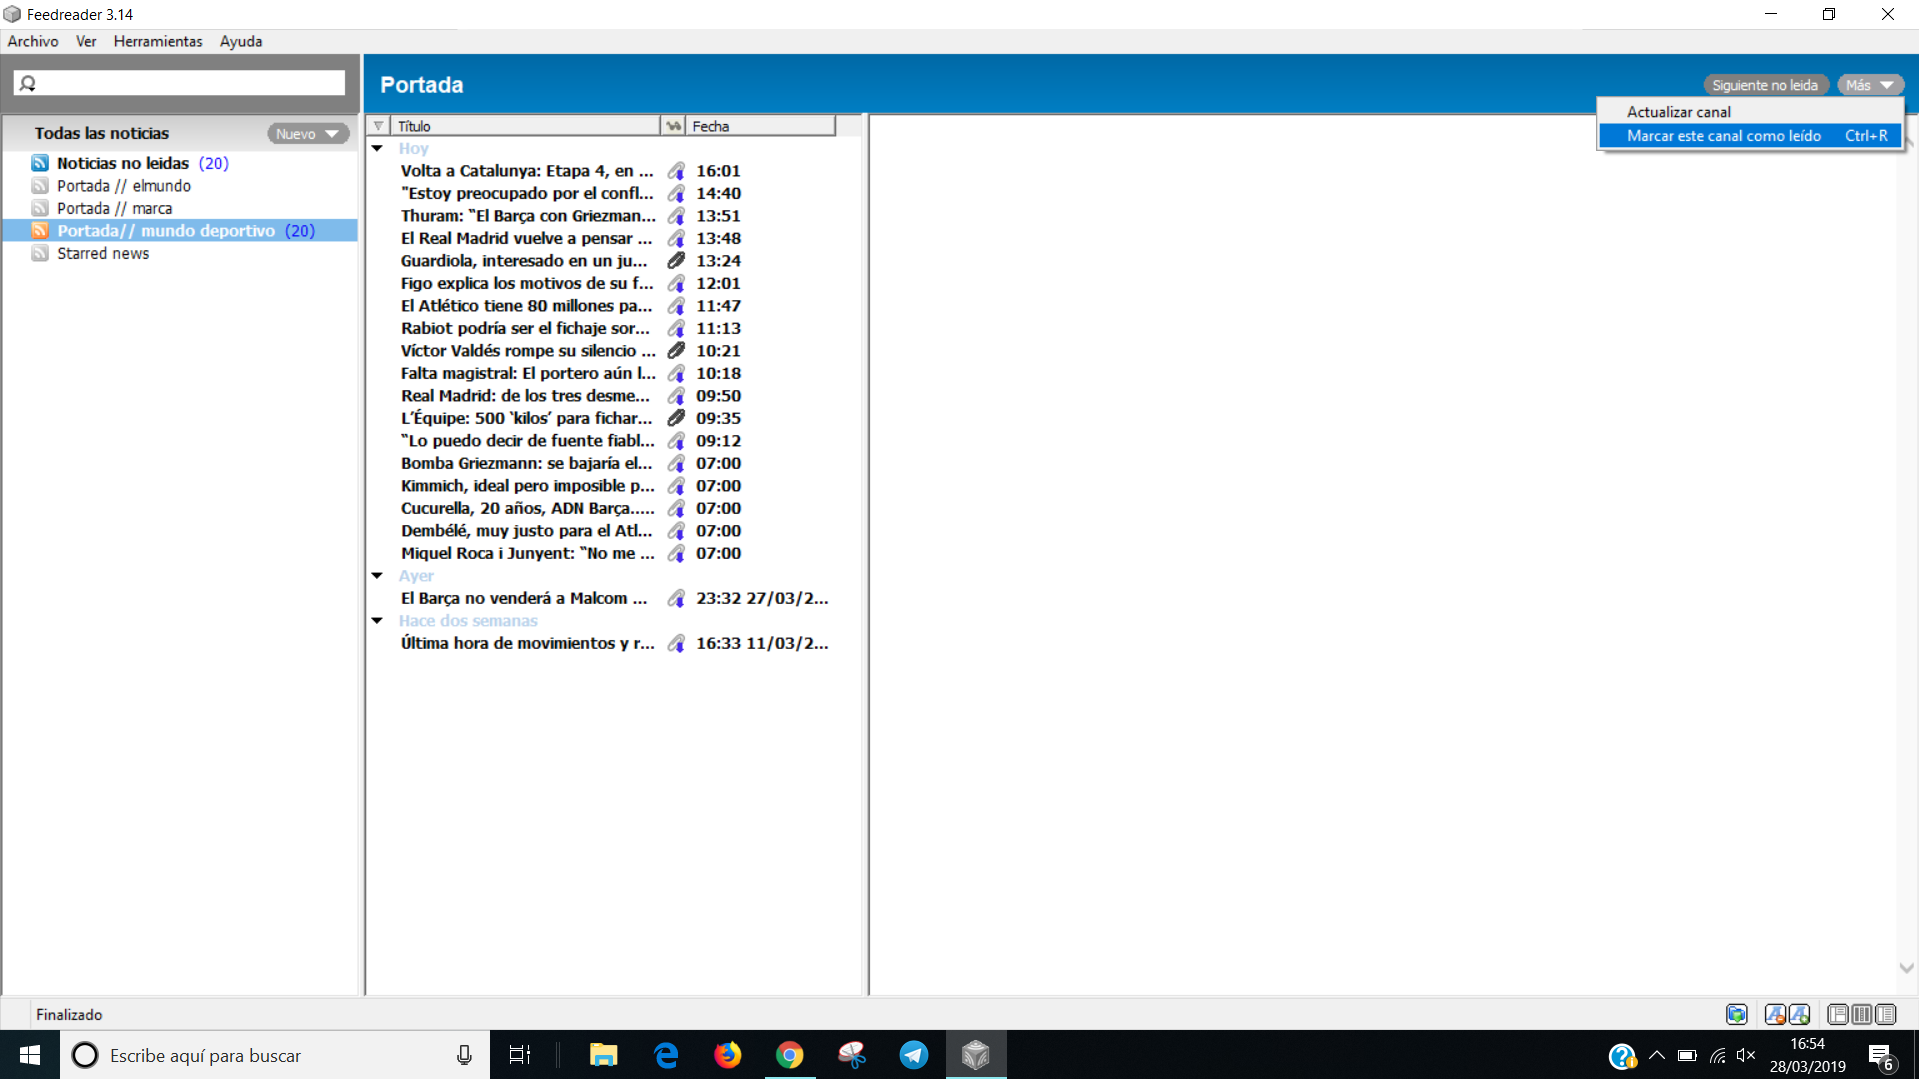 Feedreader 3.14
Archivo Ver Herramientas Ayuda
Portada
Siguiente no leida Más
Actualizar canal
Marcar este canal como leído Ctrl+R
Todas las noticias Nuevo
Noticias no leidas (20)
Portada // elmundo
Portada // marca
Portada// mundo deportivo (20)
Starred news
Título Fecha
Hoy
Volta a Catalunya: Etapa 4, en ... 16:01
"Estoy preocupado por el confl... 14:40
Thuram: “El Barça con Griezman... 13:51
El Real Madrid vuelve a pensar ... 13:48
Guardiola, interesado en un ju... 13:24
Figo explica los motivos de su f... 12:01
El Atlético tiene 80 millones pa... 11:47
Rabiot podría ser el fichaje sor... 11:13
Víctor Valdés rompe su silencio ... 10:21
Falta magistral: El portero aún l... 10:18
Real Madrid: de los tres desme... 09:50
L’Équipe: 500 ‘kilos’ para fichar... 09:35
“Lo puedo decir de fuente fiabl... 09:12
Bomba Griezmann: se bajaría el... 07:00
Kimmich, ideal pero imposible p... 07:00
Cucurella, 20 años, ADN Barça..... 07:00
Dembélé, muy justo para el Atl... 07:00
Miquel Roca i Junyent: “No me ... 07:00
Ayer
El Barça no venderá a Malcom ... 23:32 27/03/2...
Hace dos semanas
Última hora de movimientos y r... 16:33 11/03/2...
Finalizado
Escribe aquí para buscar
16:54
28/03/2019
6